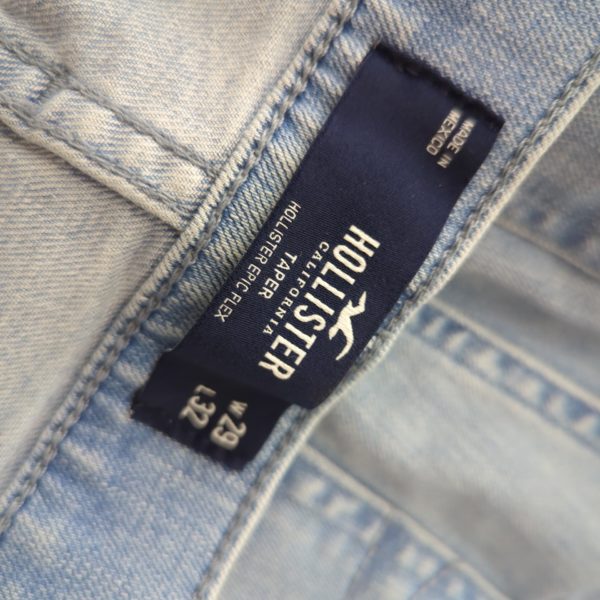 HOLLISTER
CALIFORNIA
TAPER
HOLLISTER EPIC FLEX
W 29
L 32
MADE IN
MEXICO